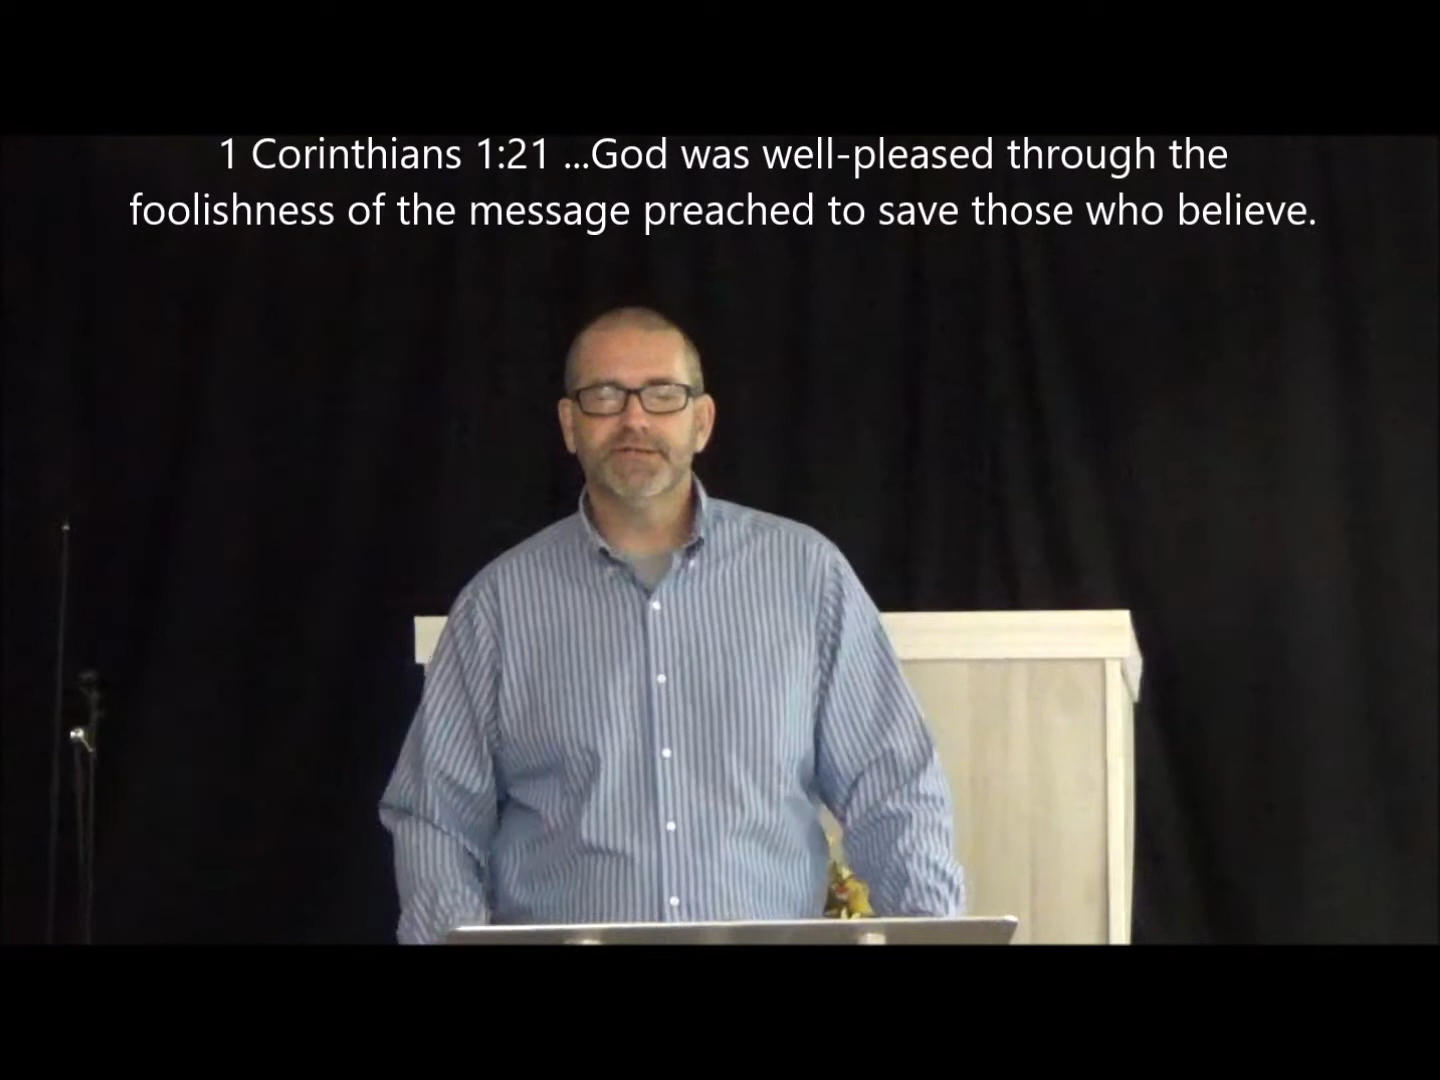 1 Corinthians 1:21 ...God was well-pleased through the
foolishness of the message preached to save those who believe.